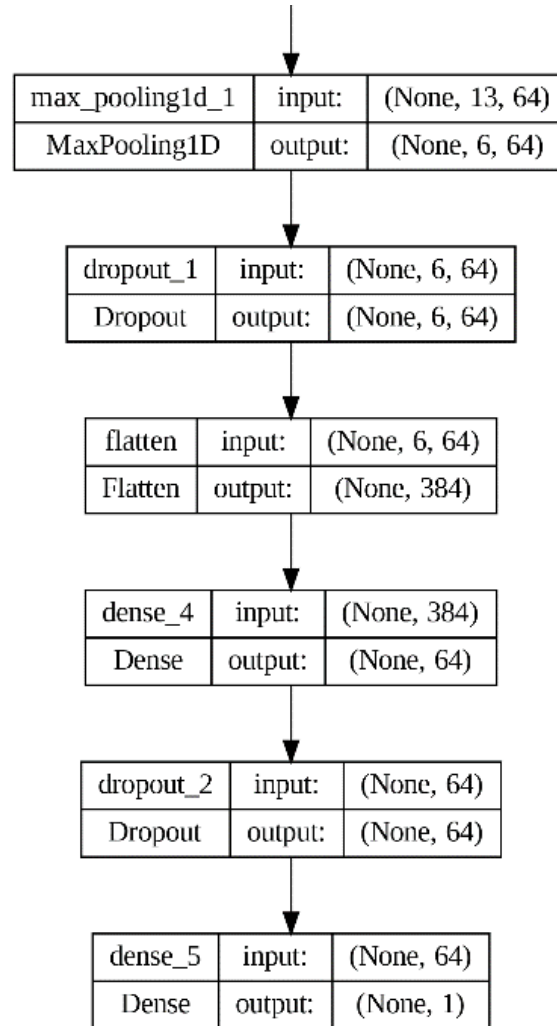 max_pooling1d_1 input: (None, 13, 64)
MaxPooling1D output: (None, 6, 64)
dropout_1 input: (None, 6, 64)
Dropout output: (None, 6, 64)
flatten input: (None, 6, 64)
Flatten output: (None, 384)
dense_4 input: (None, 384)
Dense output: (None, 64)
dropout_2 input: (None, 64)
Dropout output: (None, 64)
dense_5 input: (None, 64)
Dense output: (None, 1)